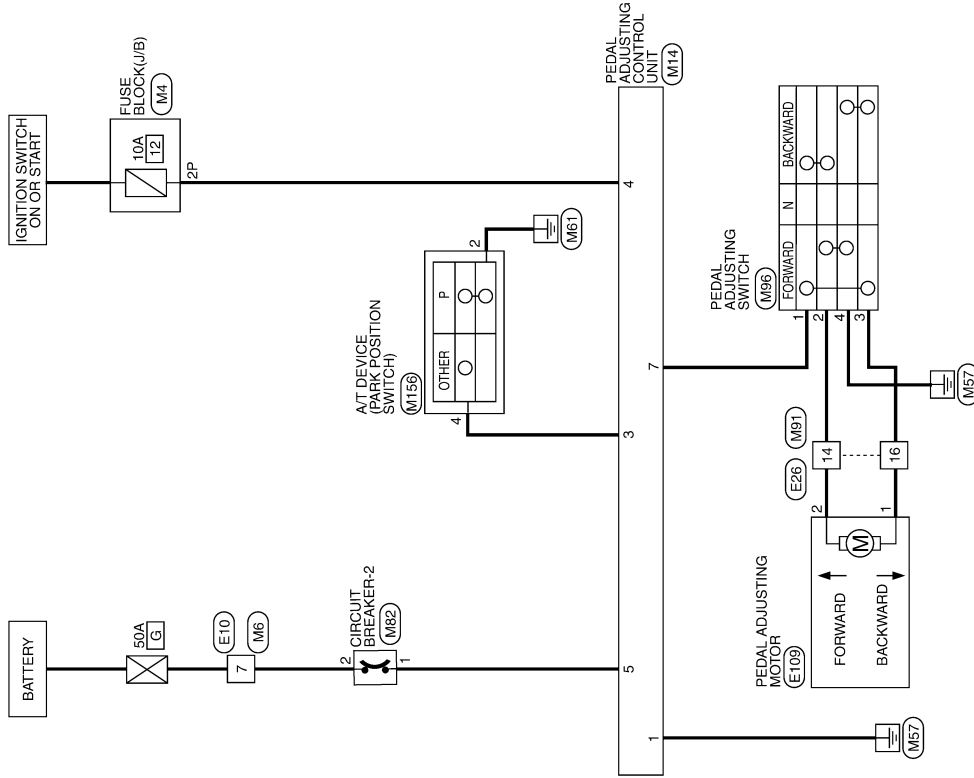 BATTERY
IGNITION SWITCH
ON OR START
50A
G
FUSE
BLOCK(J/B)
M4
10A
12
2P
7
E10
M6
CIRCUIT
BREAKER-2
M82
2
1
A/T DEVICE
(PARK POSITION
SWITCH)
M156
OTHER
P
4
2
M61
PEDAL
ADJUSTING
CONTROL
UNIT
M14
1
5
3
7
4
M57
PEDAL ADJUSTING
MOTOR
E109
FORWARD
BACKWARD
M
2
1
E26
M91
14
16
M57
PEDAL
ADJUSTING
SWITCH
M96
FORWARD
N
BACKWARD
1
2
4
3